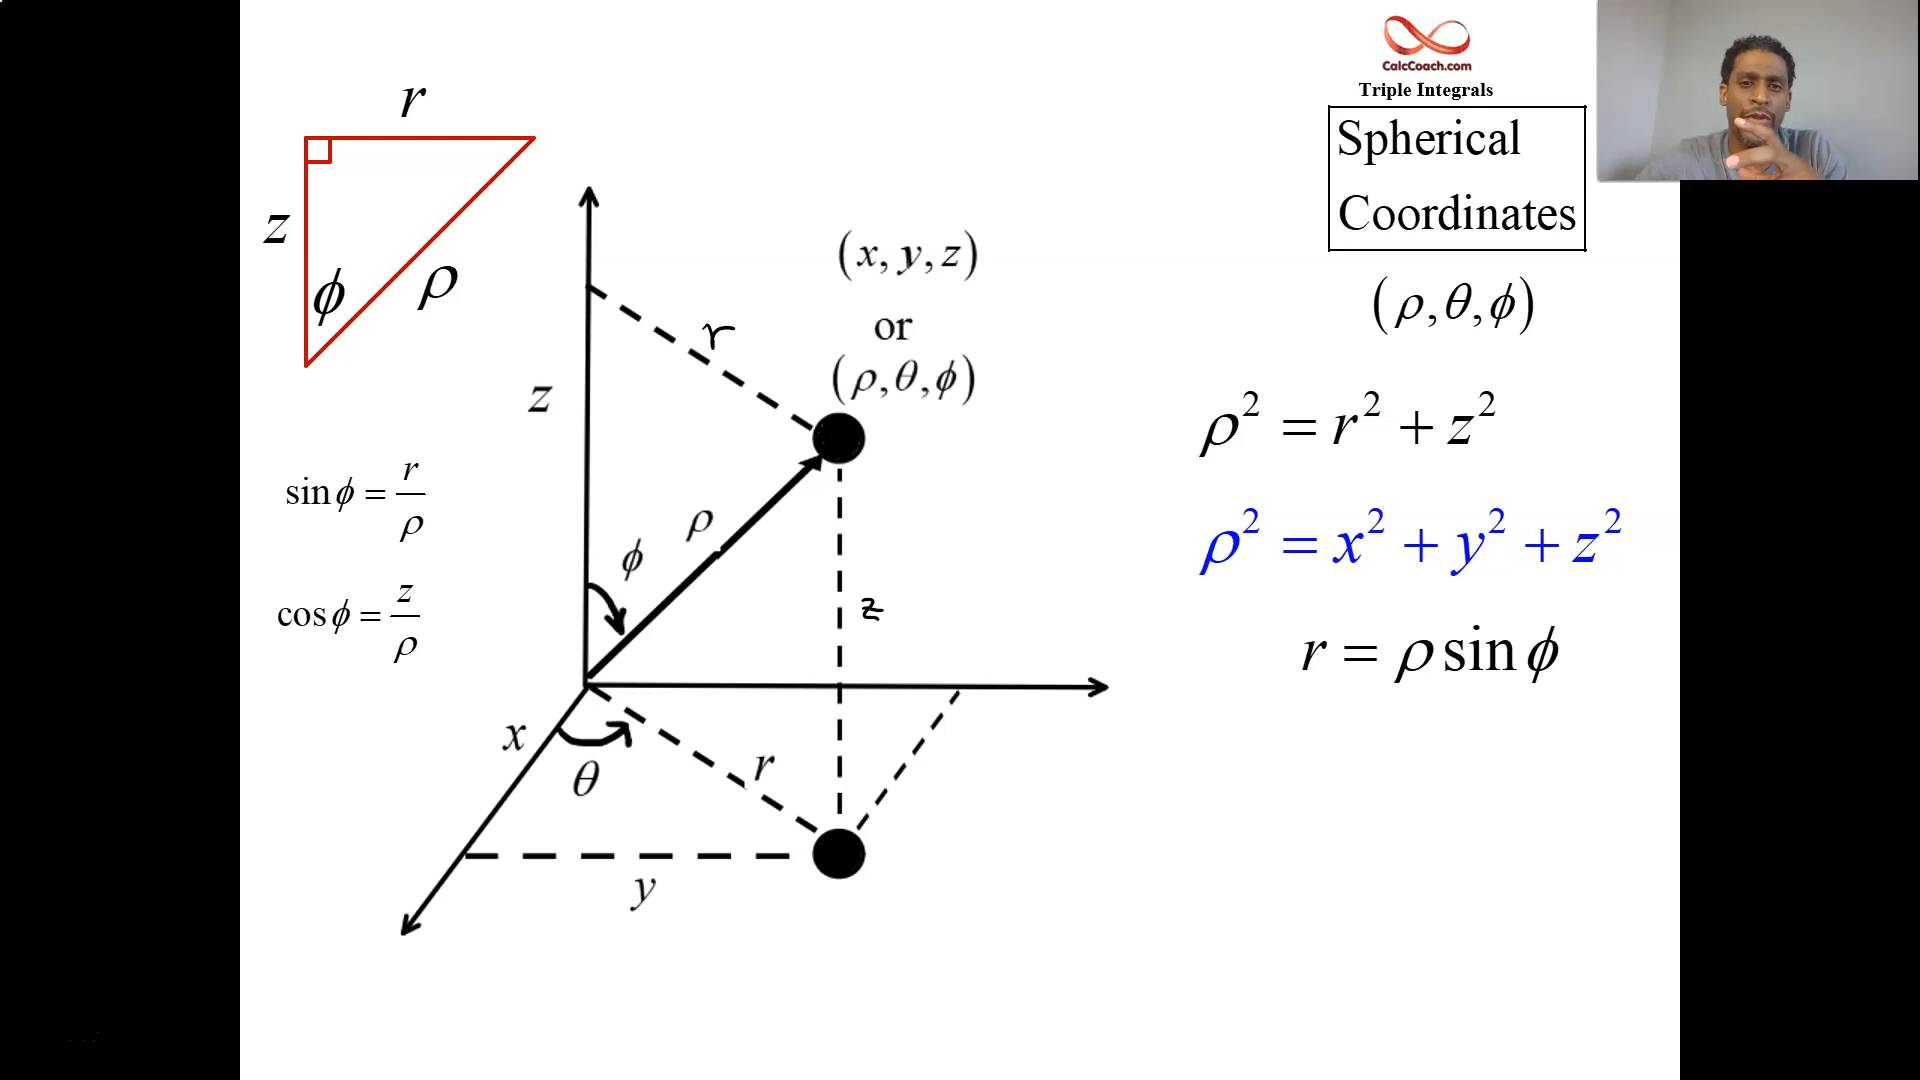 CalcCoach.com
Triple Integrals
Spherical
Coordinates
(ρ,θ,ϕ)
r
z
ϕ
ρ
(x,y,z)
or
(ρ,θ,ϕ)
r
z
ρ
ϕ
z
x
θ
r
y
sinϕ = r/ρ
cosϕ = z/ρ
ρ² = r² + z²
ρ² = x² + y² + z²
r = ρ sinϕ